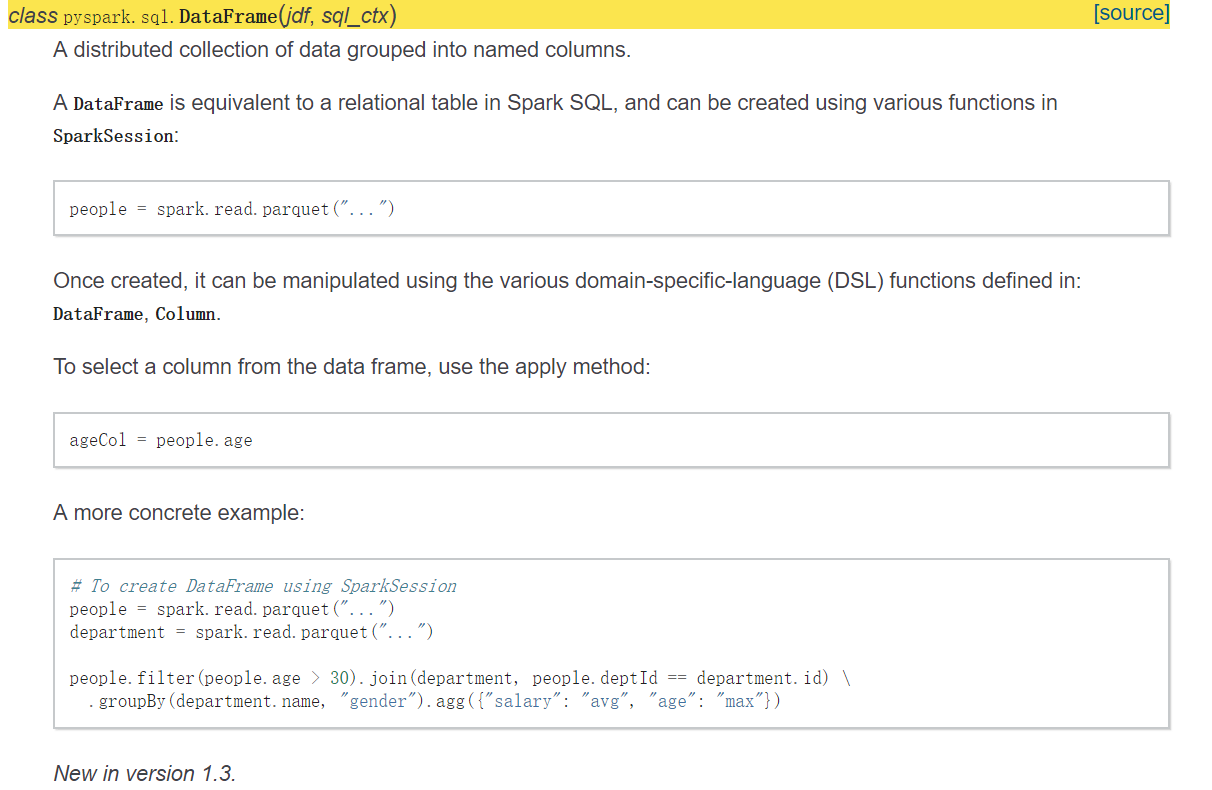 class pyspark.sql.DataFrame(jdf, sql_ctx) [source]
A distributed collection of data grouped into named columns.
A DataFrame is equivalent to a relational table in Spark SQL, and can be created using various functions in
SparkSession:
people = spark.read.parquet("...")
Once created, it can be manipulated using the various domain-specific-language (DSL) functions defined in:
DataFrame, Column.
To select a column from the data frame, use the apply method:
ageCol = people.age
A more concrete example:
# To create DataFrame using SparkSession
people = spark.read.parquet("...")
department = spark.read.parquet("...")
people.filter(people.age > 30).join(department, people.deptId == department.id) \
  .groupBy(department.name, "gender").agg({"salary": "avg", "age": "max"})
New in version 1.3.